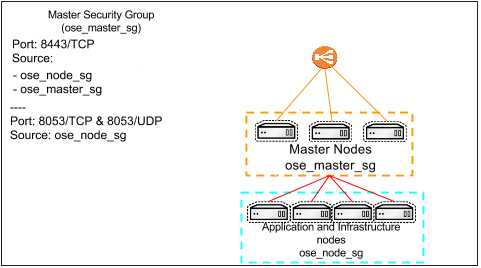 Master Security Group
(ose_master_sg)
Port: 8443/TCP
Source:
- ose_node_sg
- ose_master_sg
----
Port: 8053/TCP & 8053/UDP
Source: ose_node_sg
Master Nodes
ose_master_sg
Application and Infrastructure
nodes
ose_node_sg